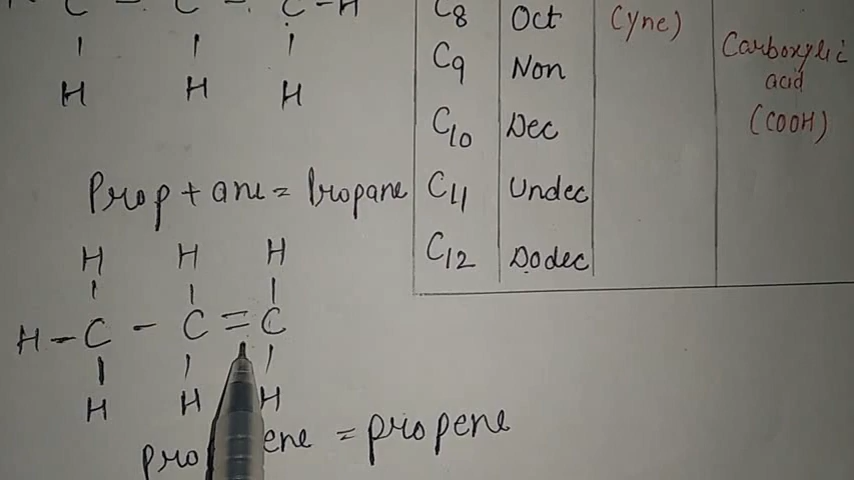 C C C - H
H H H
Prop + ane = Propane
H H H
H - C - C = C
H H H
ene = propene
C8 Oct (yne)
C9 Non
C10 Dec
C11 Undec
C12 Dodec
Carboxylic
acid
(COOH)